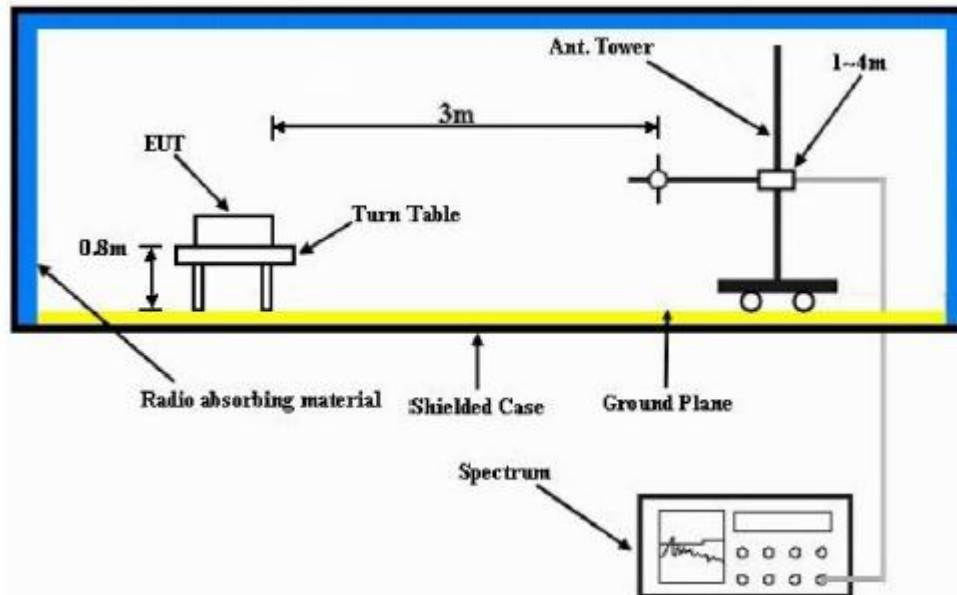 Ant. Tower
1~4m
3m
EUT
Turn Table
0.8m
Radio absorbing material
Shielded Case
Ground Plane
Spectrum